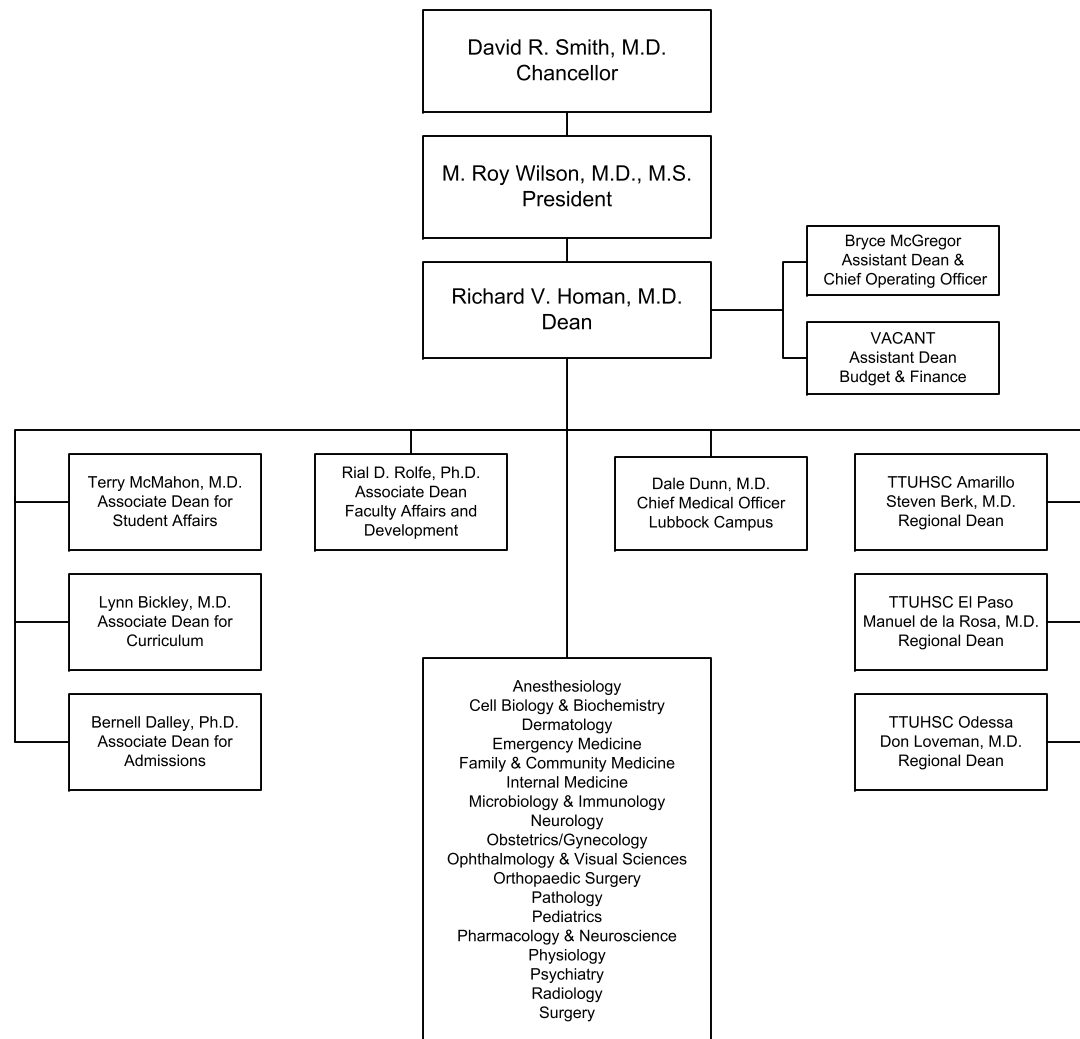 David R. Smith, M.D.
Chancellor
M. Roy Wilson, M.D., M.S.
President
Richard V. Homan, M.D.
Dean
Bryce McGregor
Assistant Dean &
Chief Operating Officer
VACANT
Assistant Dean
Budget & Finance
Terry McMahon, M.D.
Associate Dean for
Student Affairs
Rial D. Rolfe, Ph.D.
Associate Dean
Faculty Affairs and
Development
Dale Dunn, M.D.
Chief Medical Officer
Lubbock Campus
TTUHSC Amarillo
Steven Berk, M.D.
Regional Dean
Lynn Bickley, M.D.
Associate Dean for
Curriculum
TTUHSC El Paso
Manuel de la Rosa, M.D.
Regional Dean
Bernell Dalley, Ph.D.
Associate Dean for
Admissions
TTUHSC Odessa
Don Loveman, M.D.
Regional Dean
Anesthesiology
Cell Biology & Biochemistry
Dermatology
Emergency Medicine
Family & Community Medicine
Internal Medicine
Microbiology & Immunology
Neurology
Obstetrics/Gynecology
Ophthalmology & Visual Sciences
Orthopaedic Surgery
Pathology
Pediatrics
Pharmacology & Neuroscience
Physiology
Psychiatry
Radiology
Surgery